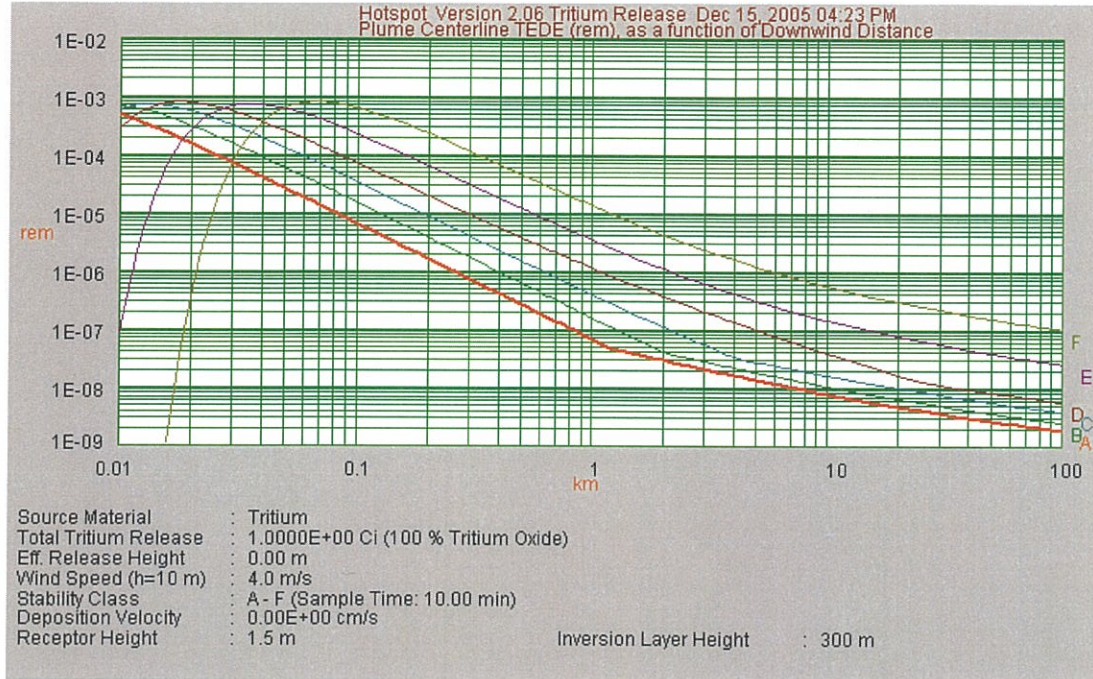 Hotspot Version 2.06 Tritium Release Dec 15, 2005 04:23 PM
Plume Centerline TEDE (rem), as a function of Downwind Distance
1E-02
1E-03
1E-04
1E-05
rem
1E-06
1E-07
1E-08
1E-09
F
E
D
C
B
A
0.01
0.1
1
10
100
km
Source Material : Tritium
Total Tritium Release : 1.0000E+00 Ci (100 % Tritium Oxide)
Eff. Release Height : 0.00 m
Wind Speed (h=10 m) : 4.0 m/s
Stability Class : A - F (Sample Time: 10.00 min)
Deposition Velocity : 0.00E+00 cm/s
Receptor Height : 1.5 m Inversion Layer Height : 300 m